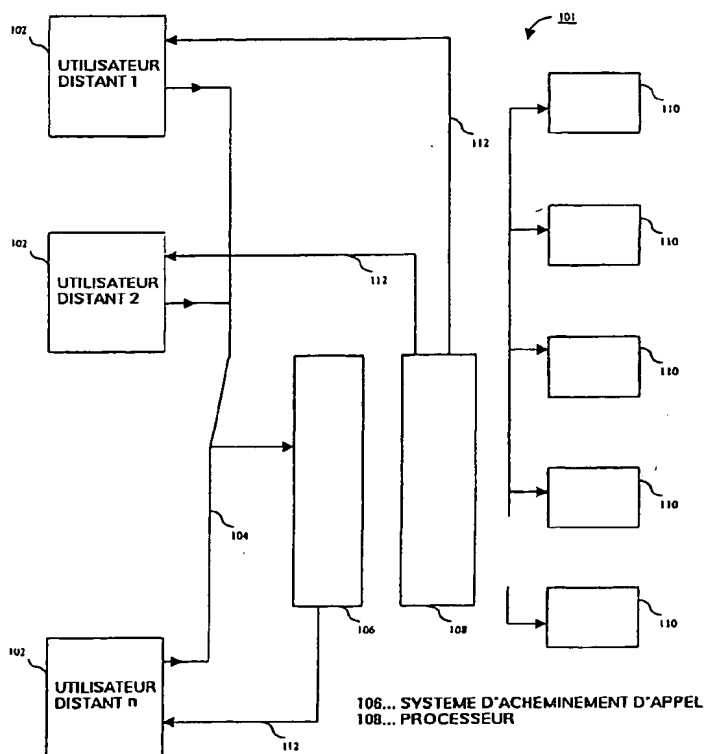 102
UTILISATEUR
DISTANT 1
101
110
112
110
102
UTILISATEUR
DISTANT 2
112
110
110
104
106
108
110
102
UTILISATEUR
DISTANT n
112
106... SYSTEME D'ACHEMINEMENT D'APPEL
108... PROCESSEUR